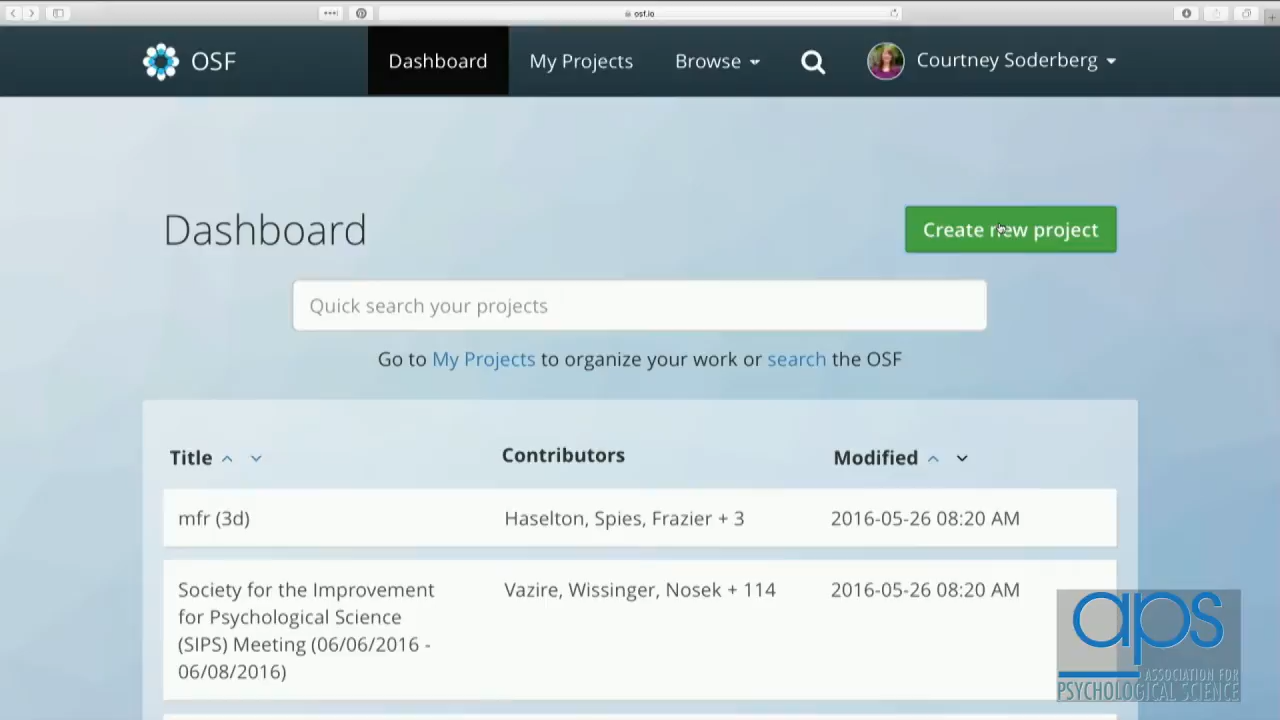 osf.io
OSF
Dashboard
My Projects
Browse
Courtney Soderberg
Dashboard
Create new project
Quick search your projects
Go to My Projects to organize your work or search the OSF
Title
Contributors
Modified
mfr (3d)
Haselton, Spies, Frazier + 3
2016-05-26 08:20 AM
Society for the Improvement
for Psychological Science
(SIPS) Meeting (06/06/2016 -
06/08/2016)
Vazire, Wissinger, Nosek + 114
2016-05-26 08:20 AM
aps
ASSOCIATION FOR
PSYCHOLOGICAL SCIENCE